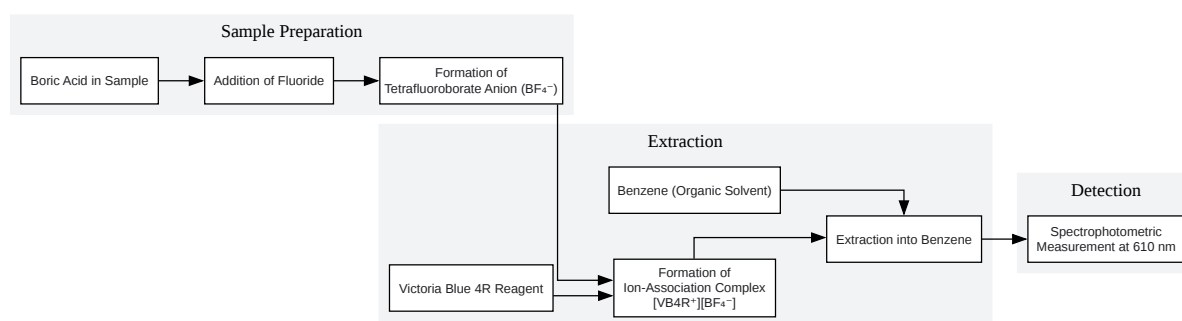 Sample Preparation
Boric Acid in Sample
Addition of Fluoride
Formation of
Tetrafluoroborate Anion (BF₄⁻)
Extraction
Benzene (Organic Solvent)
Victoria Blue 4R Reagent
Formation of
Ion-Association Complex
[VB4R⁺][BF₄⁻]
Extraction into Benzene
Detection
Spectrophotometric
Measurement at 610 nm